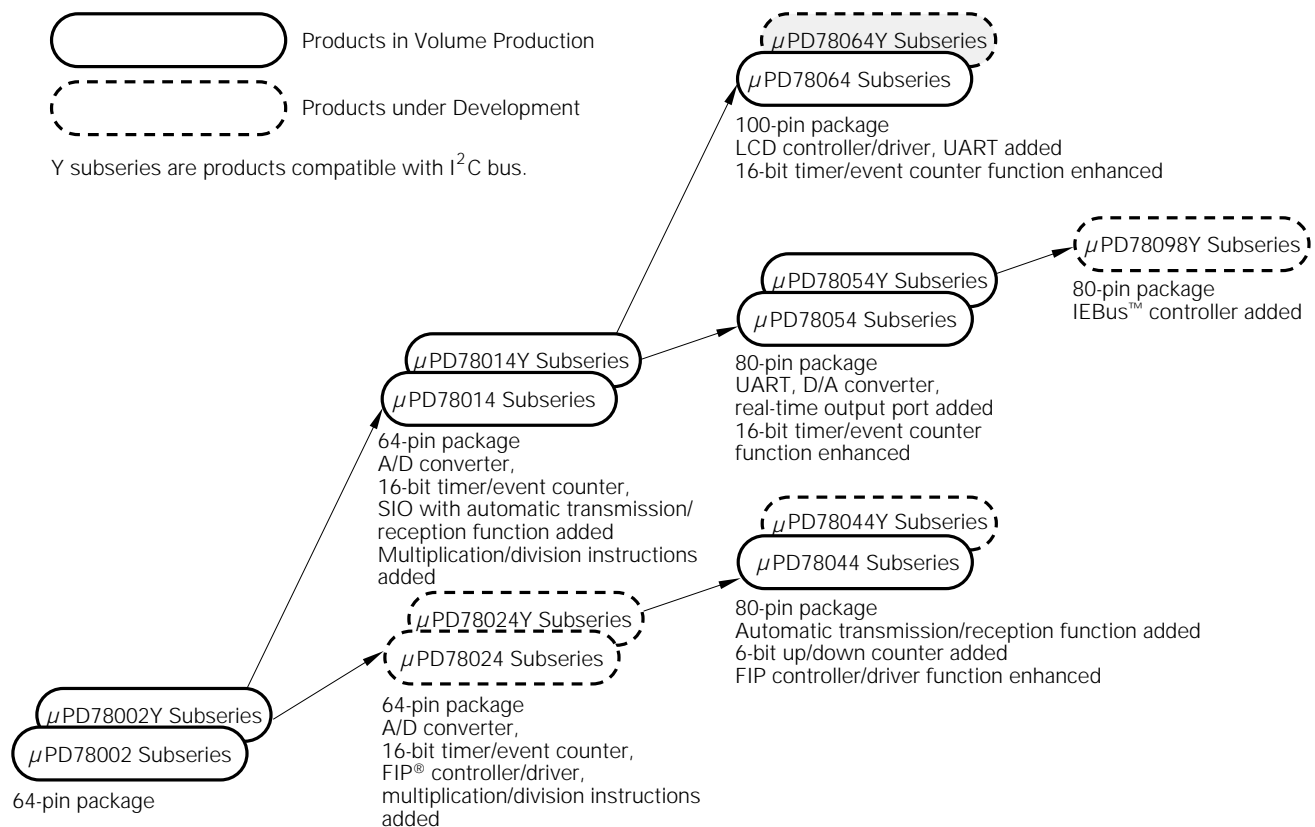 Products in Volume Production
Products under Development
Y subseries are products compatible with I²C bus.
μPD78064Y Subseries
μPD78064 Subseries
100-pin package
LCD controller/driver, UART added
16-bit timer/event counter function enhanced
μPD78098Y Subseries
80-pin package
IEBus™ controller added
μPD78054Y Subseries
μPD78054 Subseries
80-pin package
UART, D/A converter,
real-time output port added
16-bit timer/event counter
function enhanced
μPD78014Y Subseries
μPD78014 Subseries
64-pin package
A/D converter,
16-bit timer/event counter,
SIO with automatic transmission/
reception function added
Multiplication/division instructions
added
μPD78044Y Subseries
μPD78044 Subseries
80-pin package
Automatic transmission/reception function added
6-bit up/down counter added
FIP controller/driver function enhanced
μPD78024Y Subseries
μPD78024 Subseries
64-pin package
A/D converter,
16-bit timer/event counter,
FIP® controller/driver,
multiplication/division instructions
added
μPD78002Y Subseries
μPD78002 Subseries
64-pin package